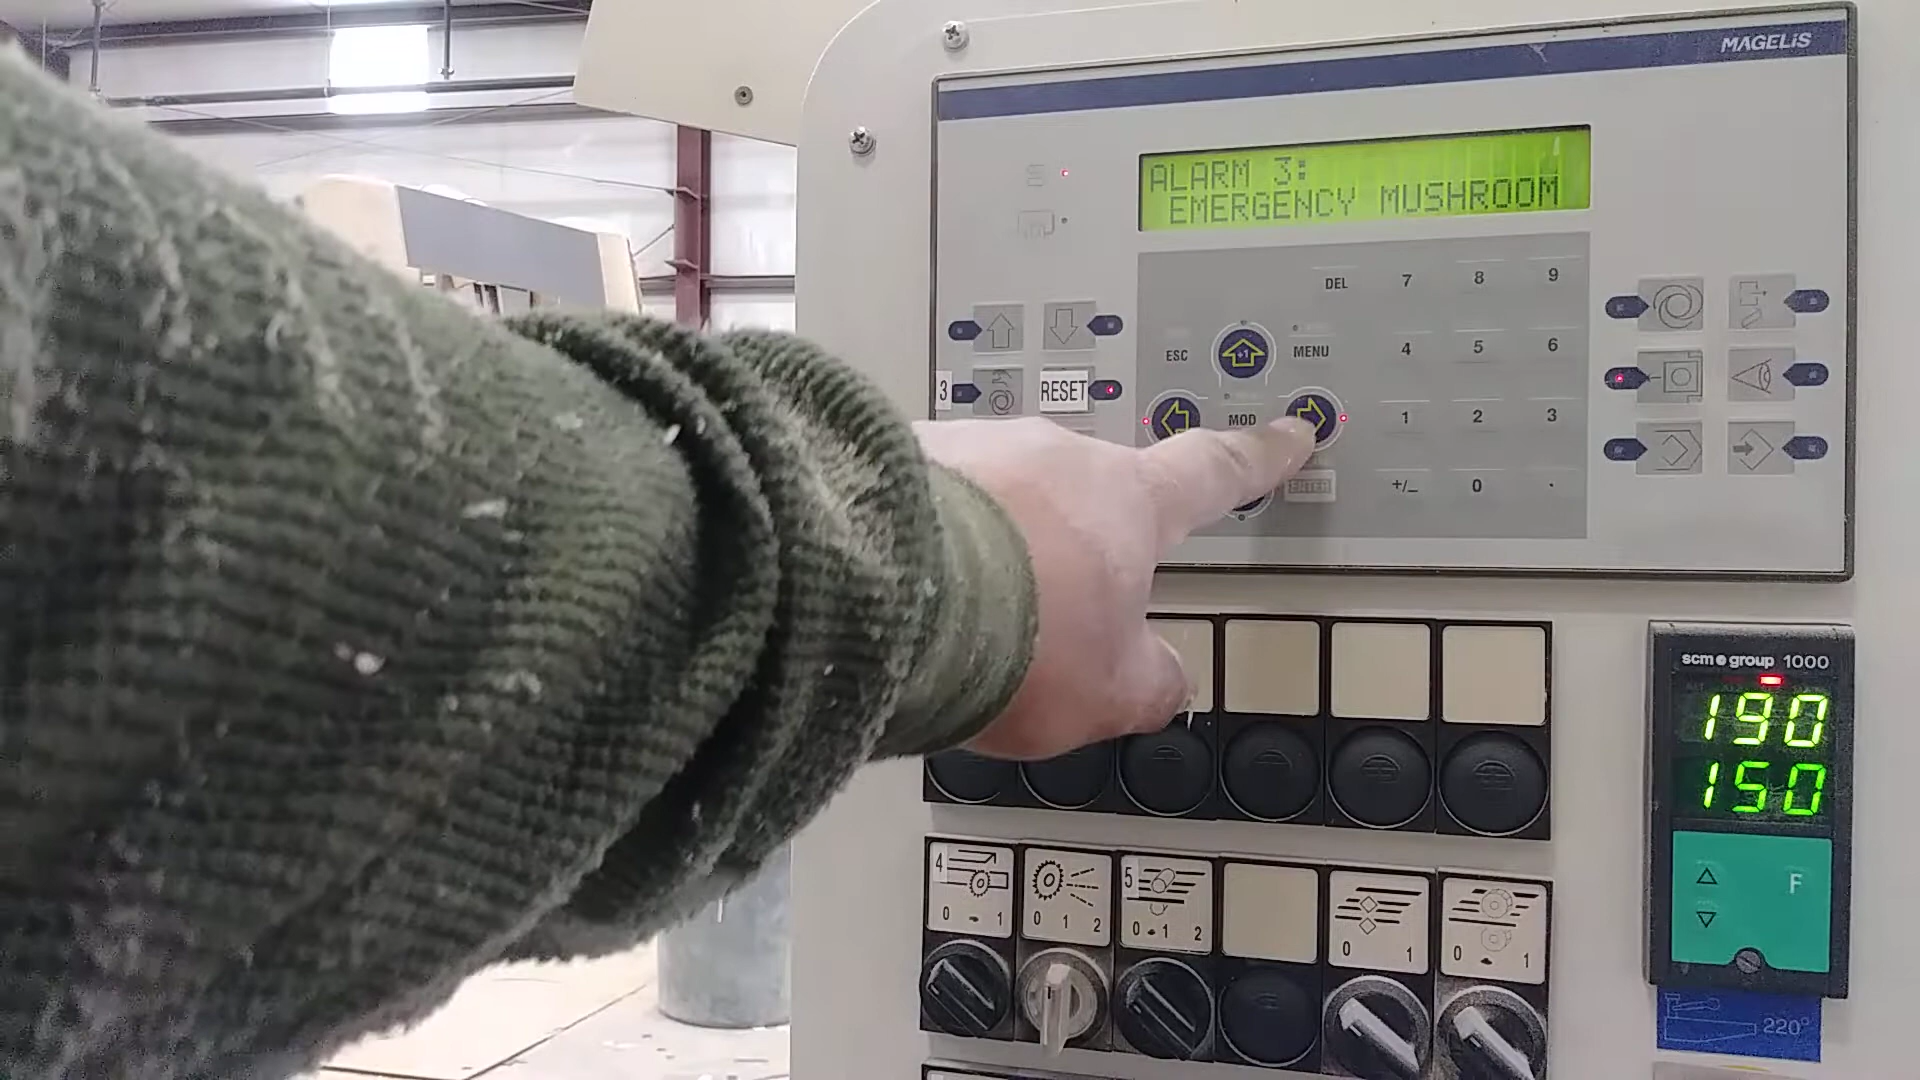 MAGELIS
ALARM 3:
EMERGENCY MUSHROOM
DEL 7 8 9
ESC +1 MENU 4 5 6
3 RESET
MOD 1 2 3
ENTER +/_ 0 .
scm group 1000
190
150
F
220°
4
0 1
0 1 2
5
0 1 2
0 1
0 1